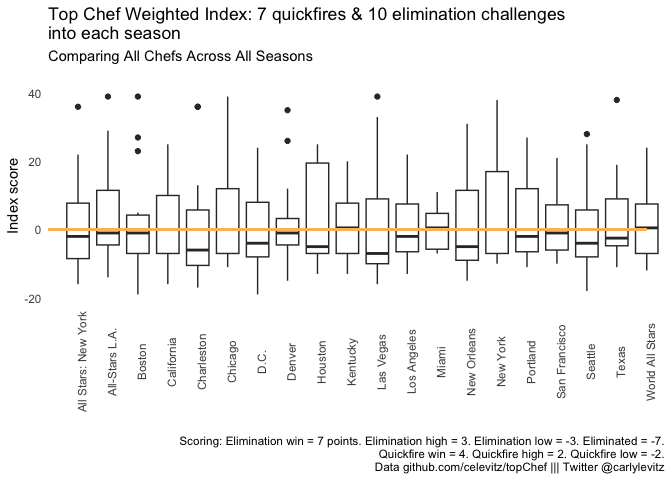 Top Chef Weighted Index: 7 quickfires & 10 elimination challenges
into each season
Comparing All Chefs Across All Seasons
Index score
40
20
0
-20
All Stars: New York
All-Stars L.A.
Boston
California
Charleston
Chicago
D.C.
Denver
Houston
Kentucky
Las Vegas
Los Angeles
Miami
New Orleans
New York
Portland
San Francisco
Seattle
Texas
World All Stars
Scoring: Elimination win = 7 points. Elimination high = 3. Elimination low = -3. Eliminated = -7.
Quickfire win = 4. Quickfire high = 2. Quickfire low = -2.
Data github.com/celevitz/topChef ||| Twitter @carlylevitz